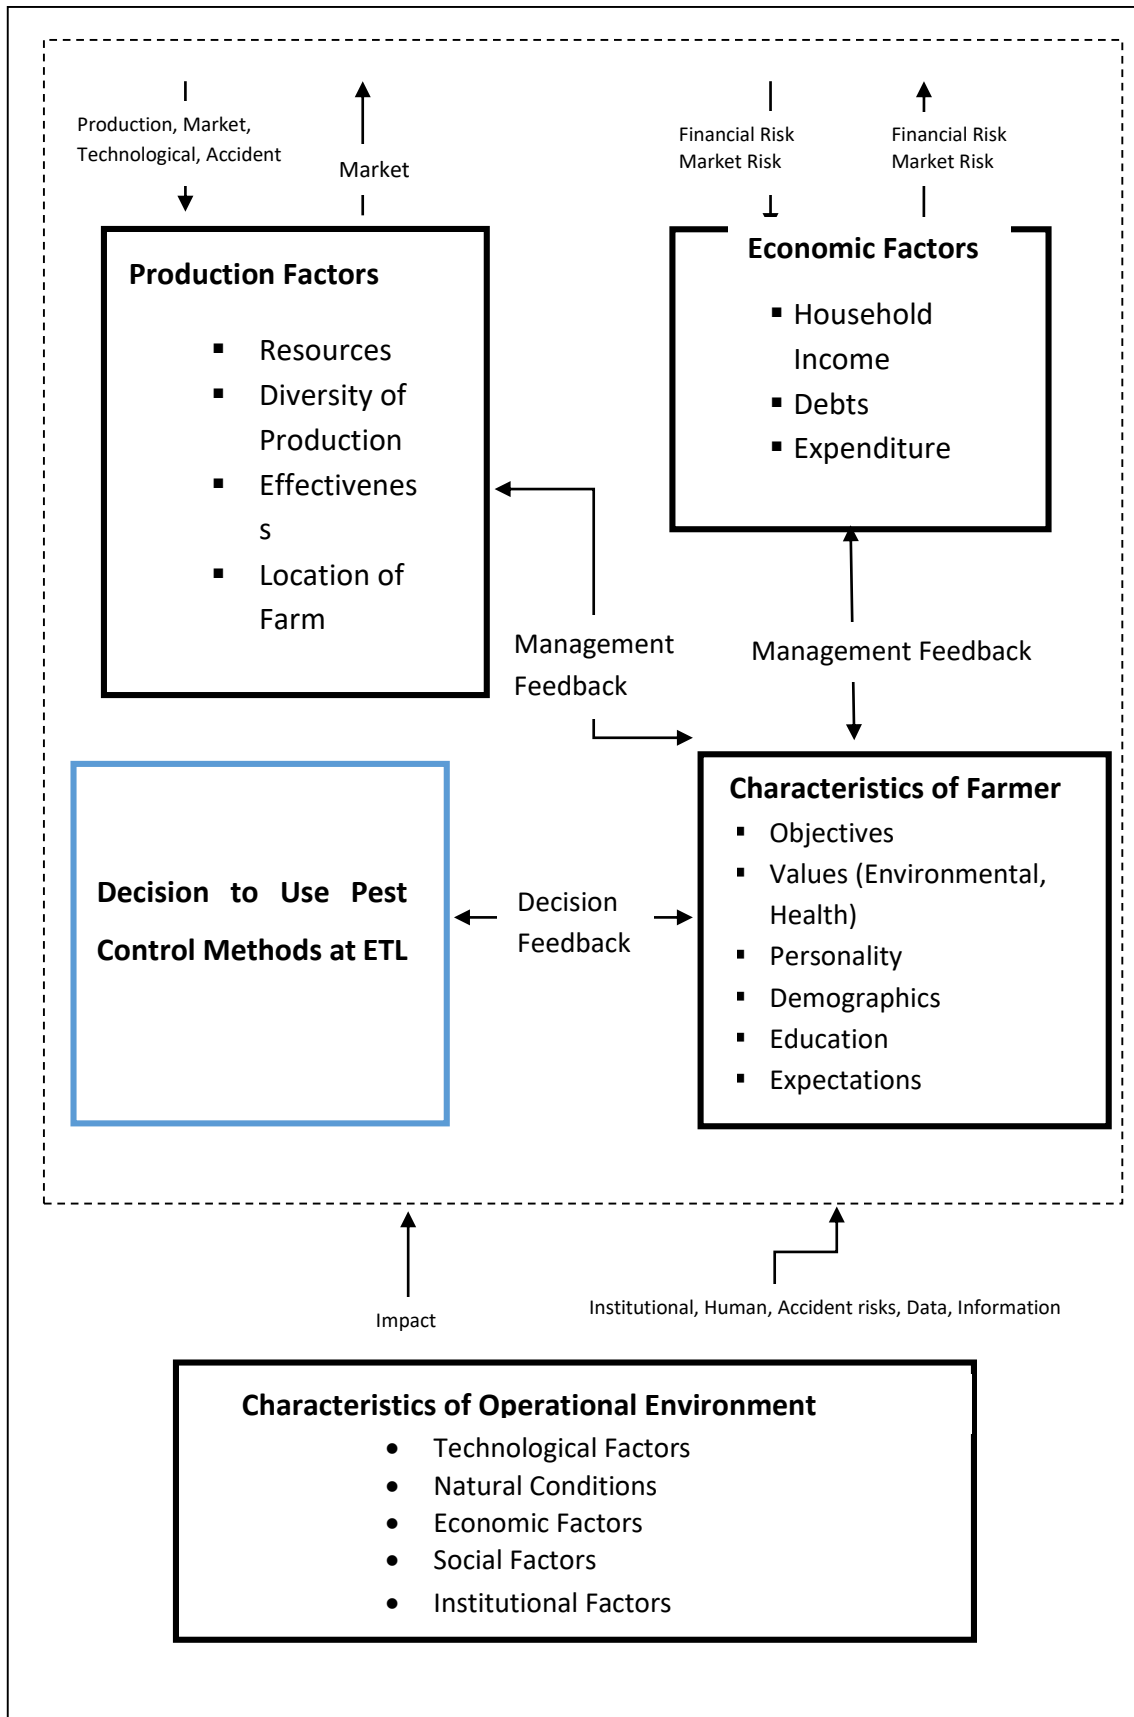 Production, Market,
Technological, Accident
Market
Financial Risk
Market Risk
Financial Risk
Market Risk
Production Factors
▪ Resources
▪ Diversity of
Production
▪ Effectivenes
s
▪ Location of
Farm
Economic Factors
▪ Household
Income
▪ Debts
▪ Expenditure
Management
Feedback
Management Feedback
Decision to Use Pest
Control Methods at ETL
Decision
Feedback
Characteristics of Farmer
▪ Objectives
▪ Values (Environmental,
Health)
▪ Personality
▪ Demographics
▪ Education
▪ Expectations
Impact
Institutional, Human, Accident risks, Data, Information
Characteristics of Operational Environment
• Technological Factors
• Natural Conditions
• Economic Factors
• Social Factors
• Institutional Factors